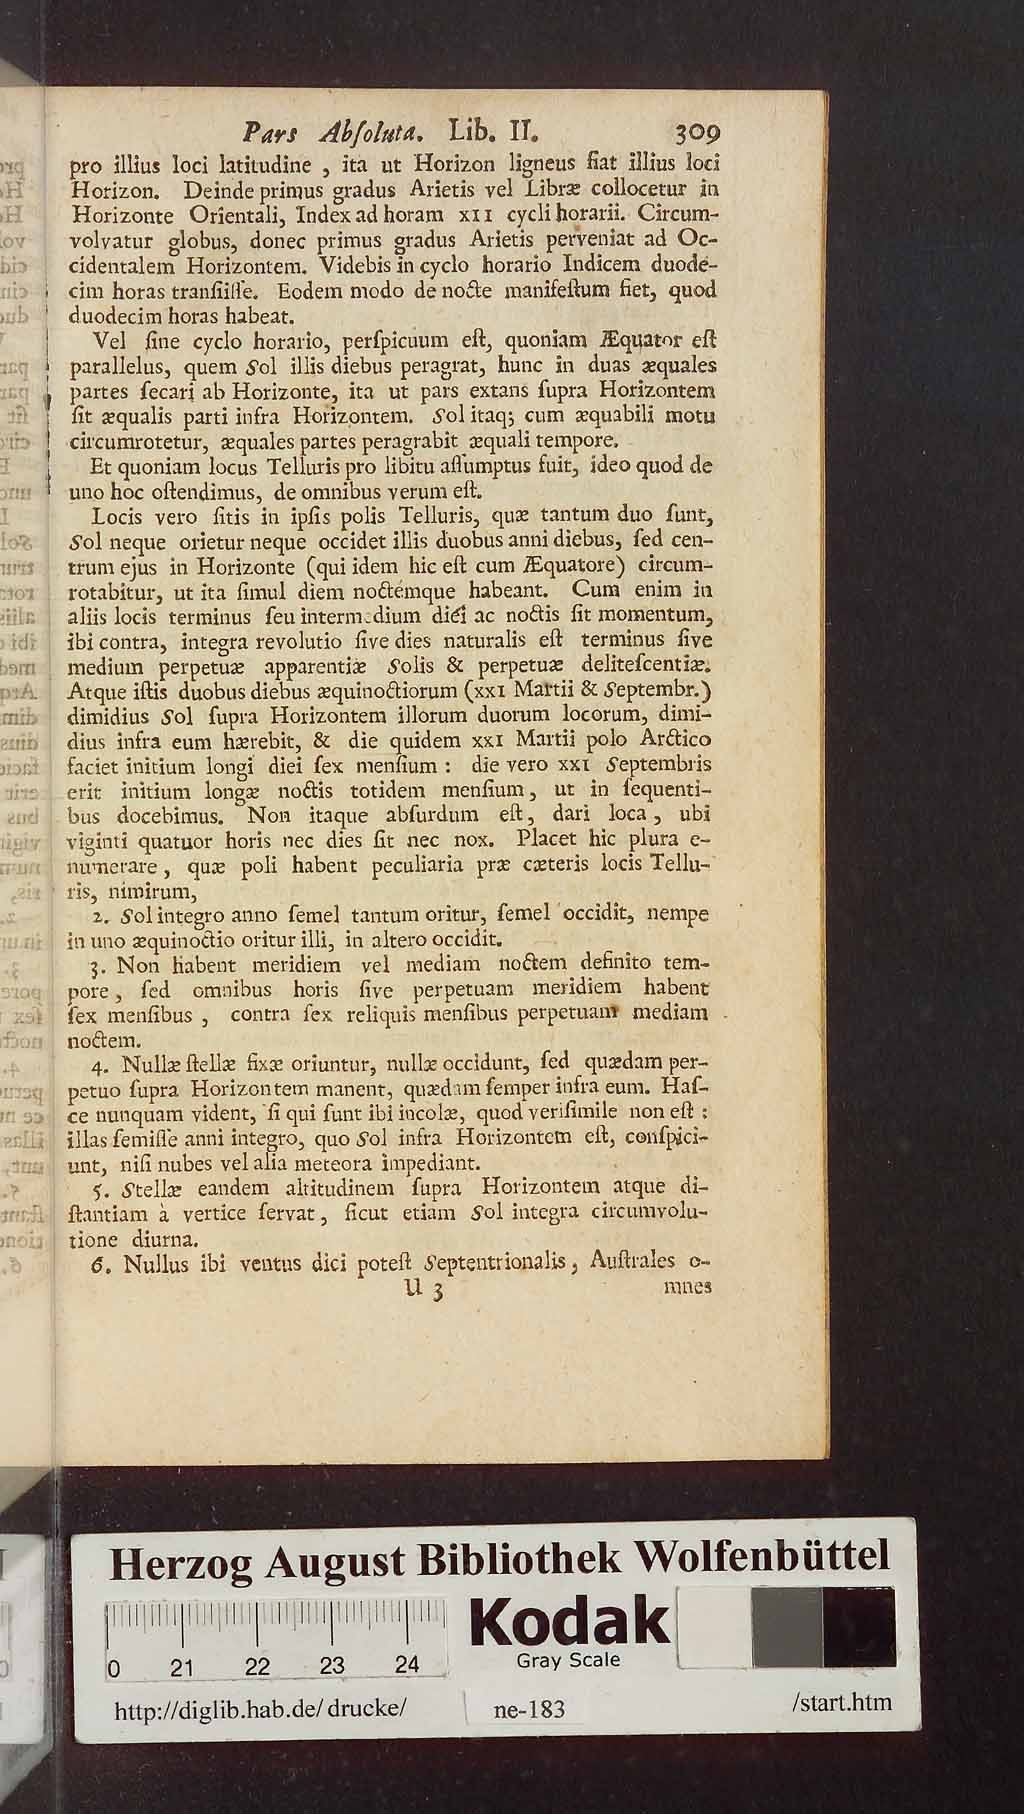 Pars Abſoluta. Lib. II. 309
pro illius loci latitudine , ita ut Horizon ligneus fiat illius loci
Horizon. Deinde primus gradus Arietis vel Libræ collocetur in
Horizonte Orientali, Index ad horam XII cycli horarii. Circum-
volvatur globus, donec primus gradus Arietis perveniat ad Oc-
cidentalem Horizontem. Videbis in cyclo horario Indicem duode-
cim horas tranſiiſſe. Eodem modo de nocte manifeſtum fiet, quod
duodecim horas habeat.
Vel ſine cyclo horario, perſpicuum eſt, quoniam Æquator eſt
parallelus, quem Sol illis diebus peragrat, hunc in duas æquales
partes ſecari ab Horizonte, ita ut pars extans ſupra Horizontem
ſit æqualis parti infra Horizontem. Sol itaq; cum æquabili motu
circumrotetur, æquales partes peragrabit æquali tempore.
Et quoniam locus Telluris pro libitu aſſumptus fuit, ideo quod de
uno hoc oſtendimus, de omnibus verum eſt.
Locis vero ſitis in ipſis polis Telluris, quæ tantum duo ſunt,
Sol neque orietur neque occidet illis duobus anni diebus, ſed cen-
trum ejus in Horizonte (qui idem hic eſt cum Æquatore) circum-
rotabitur, ut ita ſimul diem noctémque habeant. Cum enim in
aliis locis terminus ſeu intermedium diéi ac noctis ſit momentum,
ibi contra, integra revolutio ſive dies naturalis eſt terminus ſive
medium perpetuæ apparentiæ Solis & perpetuæ deliteſcentiæ.
Atque iſtis duobus diebus æquinoctiorum (XXI Martii & Septembr.)
dimidius Sol ſupra Horizontem illorum duorum locorum, dimi-
dius infra eum hærebit, & die quidem XXI Martii polo Arctico
faciet initium longi diei ſex menſium : die vero XXI Septembris
erit initium longæ noctis totidem menſium, ut in ſequenti-
bus docebimus. Non itaque abſurdum eſt, dari loca, ubi
viginti quatuor horis nec dies ſit nec nox. Placet hic plura e-
numerare, quæ poli habent peculiaria præ cæteris locis Tellu-
ris, nimirum,
2. Sol integro anno ſemel tantum oritur, ſemel occidit, nempe
in uno æquinoctio oritur illi, in altero occidit.
3. Non habent meridiem vel mediam noctem definito tem-
pore, ſed omnibus horis ſive perpetuam meridiem habent
ſex menſibus , contra ſex reliquis menſibus perpetuam mediam
noctem.
4. Nullæ ſtellæ fixæ oriuntur, nullæ occidunt, ſed quædam per-
petuo ſupra Horizontem manent, quædam ſemper infra eum. Haſ-
ce nunquam vident, ſi qui ſunt ibi incolæ, quod veriſimile non eſt :
illas ſemiſſe anni integro, quo Sol infra Horizontem eſt, conſpici-
unt, niſi nubes vel alia meteora impediant.
5. Stellæ eandem altitudinem ſupra Horizontem atque di-
ſtantiam à vertice ſervat, ſicut etiam Sol integra circumvolu-
tione diurna.
6. Nullus ibi ventus dici poteſt Septentrionalis, Auſtrales o-
U 3 mnes
Herzog August Bibliothek Wolfenbüttel
0 21 22 23 24
Kodak
Gray Scale
http://diglib.hab.de/drucke/ ne-183 /start.htm